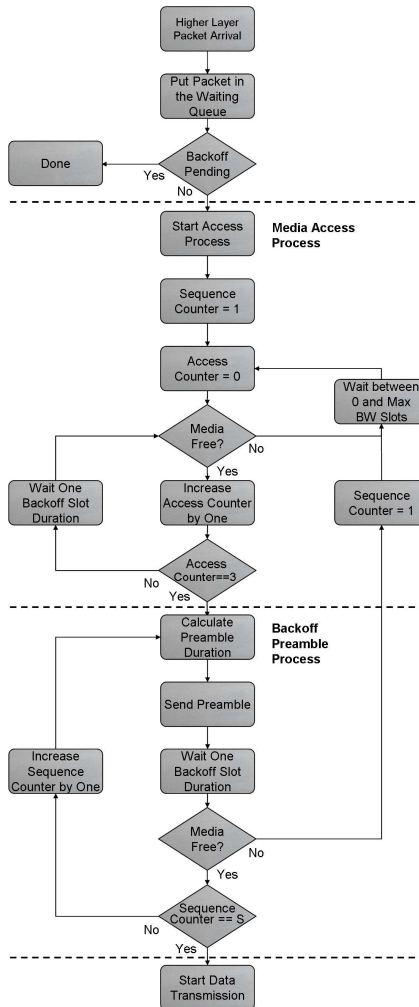 Higher Layer
Packet Arrival
Put Packet in
the Waiting
Queue
Done
Yes
Backoff
Pending
No
Start Access
Process
Media Access
Process
Sequence
Counter = 1
Access
Counter = 0
Wait between
0 and Max
BW Slots
Media
Free?
No
Yes
Wait One
Backoff Slot
Duration
Increase
Access Counter
by One
Sequence
Counter = 1
Access
Counter==3
No
Yes
Calculate
Preamble
Duration
Backoff
Preamble
Process
Send Preamble
Increase
Sequence
Counter by One
Wait One
Backoff Slot
Duration
Media
Free?
No
Yes
Sequence
Counter == S
No
Yes
Start Data
Transmission